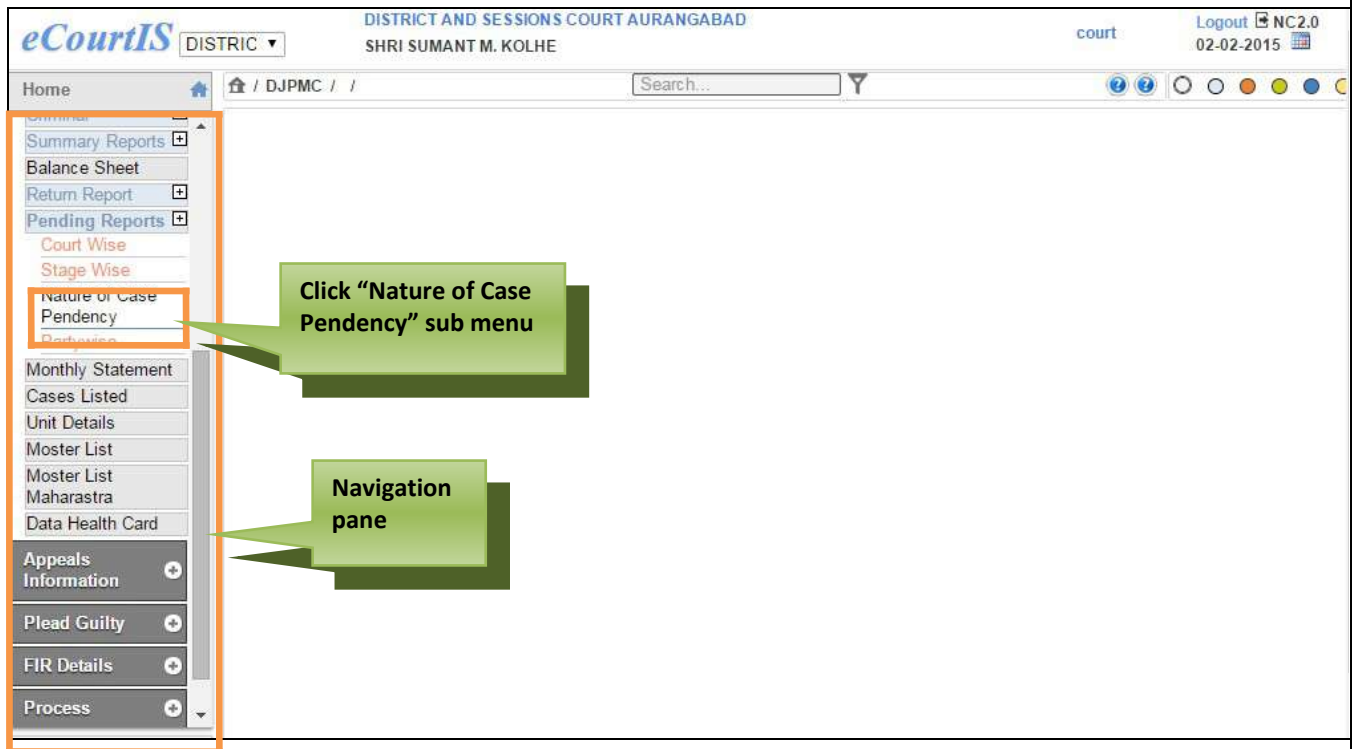 eCourtIS DISTRIC ▼
DISTRICT AND SESSIONS COURT AURANGABAD
SHRI SUMANT M. KOLHE
court
Logout NC2.0
02-02-2015
Home
/ DJPMC / /
Search...
Criminal
Summary Reports
Balance Sheet
Return Report
Pending Reports
Court Wise
Stage Wise
Nature of Case
Pendency
Partywise
Monthly Statement
Cases Listed
Unit Details
Moster List
Moster List
Maharastra
Data Health Card
Appeals
Information
Plead Guilty
FIR Details
Process
Click “Nature of Case
Pendency” sub menu
Navigation
pane